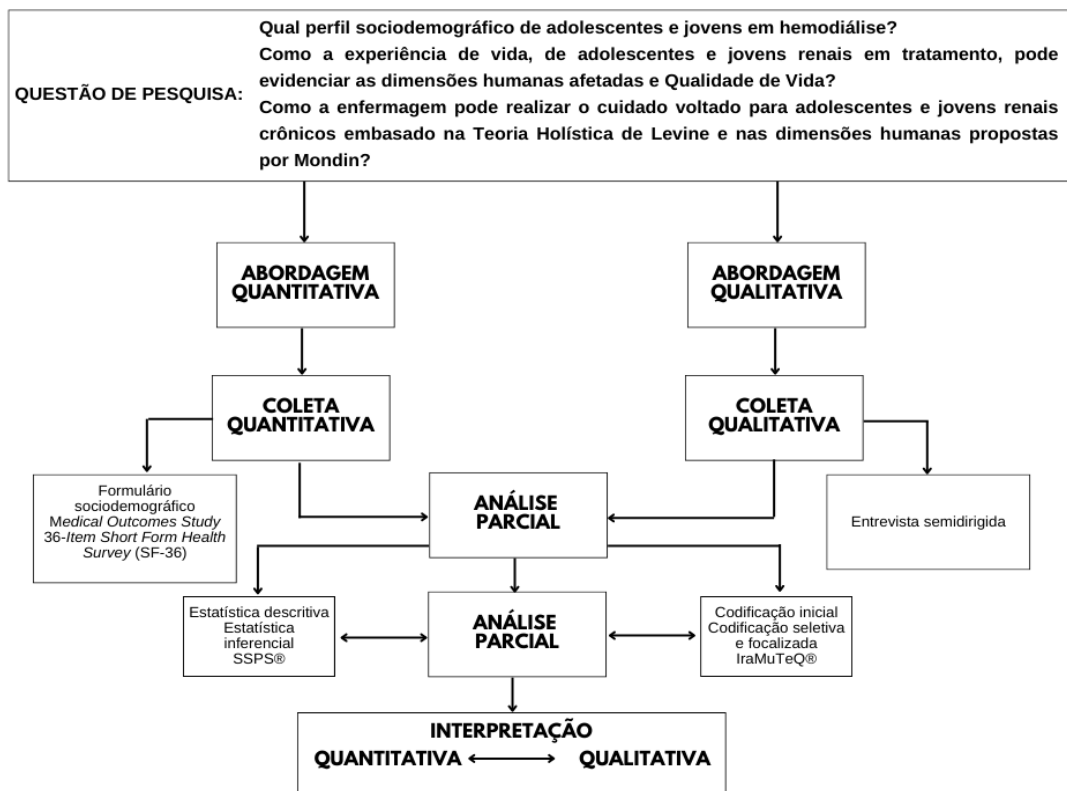 Qual perfil sociodemográfico de adolescentes e jovens em hemodiálise?
Como a experiência de vida, de adolescentes e jovens renais em tratamento, pode
evidenciar as dimensões humanas afetadas e Qualidade de Vida?
QUESTÃO DE PESQUISA:
Como a enfermagem pode realizar o cuidado voltado para adolescentes e jovens renais
crônicos embasado na Teoria Holística de Levine e nas dimensões humanas propostas
por Mondin?
ABORDAGEM
QUANTITATIVA
ABORDAGEM
QUALITATIVA
COLETA
QUANTITATIVA
COLETA
QUALITATIVA
Formulário
sociodemográfico
Medical Outcomes Study
36-Item Short Form Health
Survey (SF-36)
ANÁLISE
PARCIAL
Entrevista semidirigida
Estatística descritiva
Estatística
inferencial
SSPS®
ANÁLISE
PARCIAL
Codificação inicial
Codificação seletiva
e focalizada
IraMuTeQ®
INTERPRETAÇÃO
QUANTITATIVA QUALITATIVA